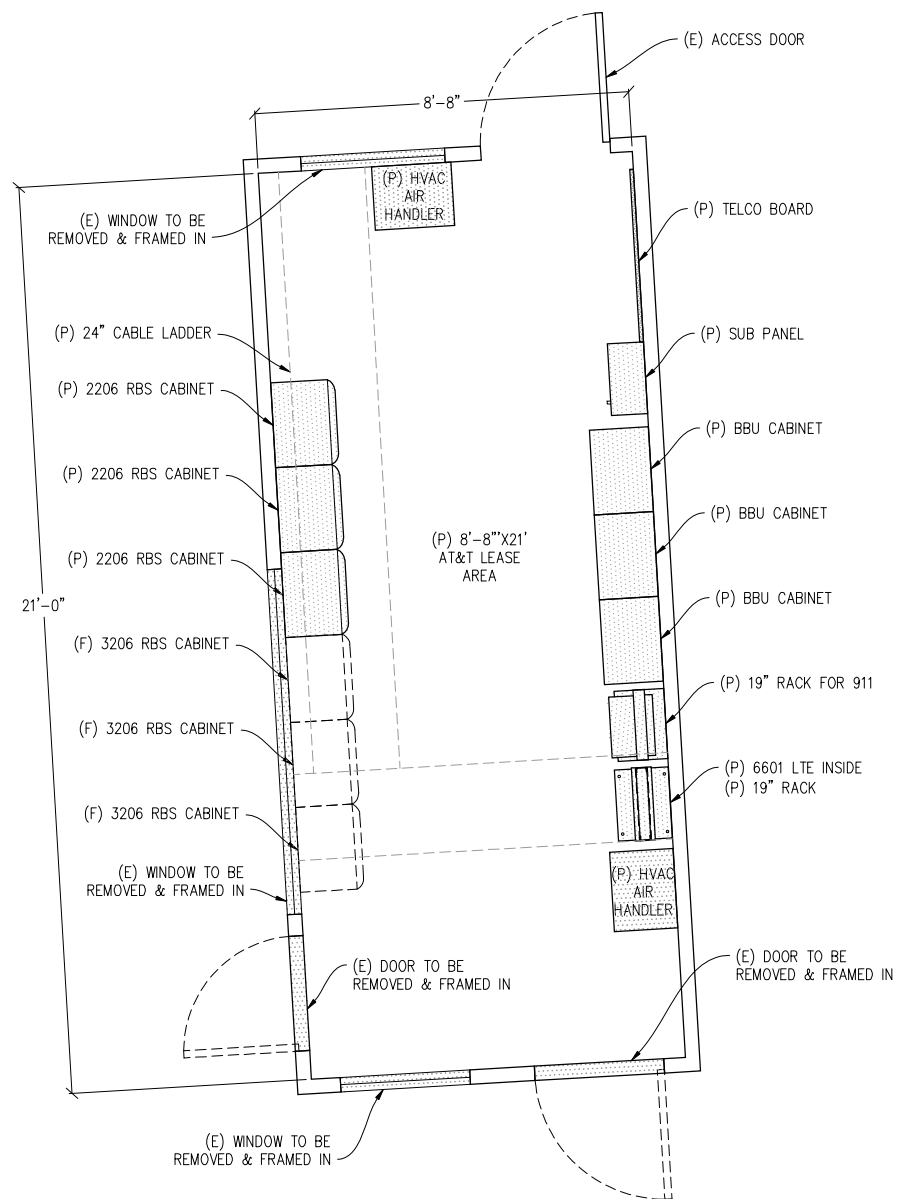 (E) ACCESS DOOR
8'-8"
(P) HVAC
AIR
HANDLER
(E) WINDOW TO BE
REMOVED & FRAMED IN
(P) TELCO BOARD
(P) 24" CABLE LADDER
(P) SUB PANEL
(P) 2206 RBS CABINET
(P) BBU CABINET
(P) 2206 RBS CABINET
(P) BBU CABINET
(P) 8'-8"'X21'
AT&T LEASE
AREA
(P) 2206 RBS CABINET
(P) BBU CABINET
21'-0"
(F) 3206 RBS CABINET
(P) 19" RACK FOR 911
(F) 3206 RBS CABINET
(P) 6601 LTE INSIDE
(P) 19" RACK
(F) 3206 RBS CABINET
(E) WINDOW TO BE
REMOVED & FRAMED IN
(P) HVAC
AIR
HANDLER
(E) DOOR TO BE
REMOVED & FRAMED IN
(E) DOOR TO BE
REMOVED & FRAMED IN
(E) WINDOW TO BE
REMOVED & FRAMED IN